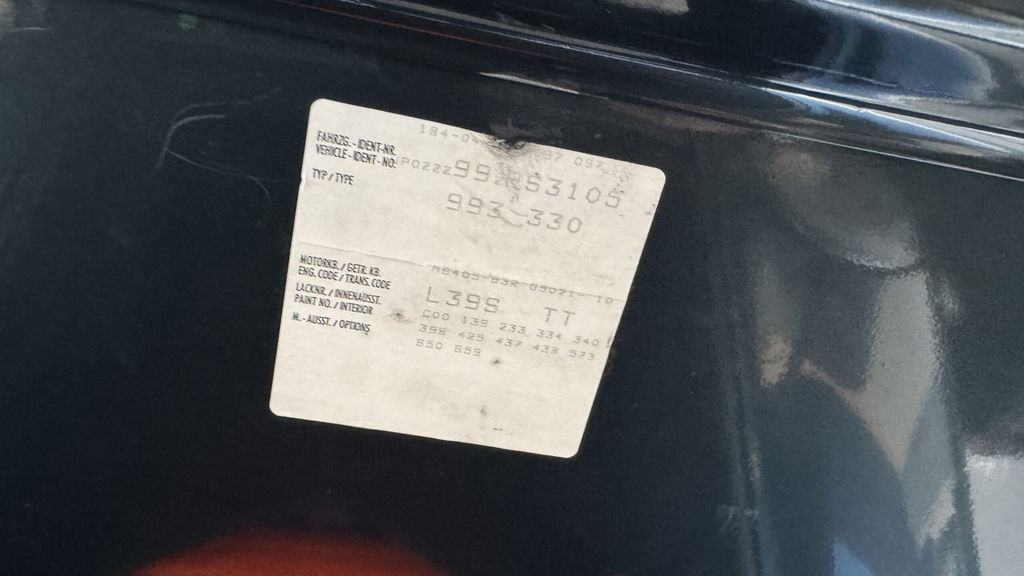 FAHRZG. - IDENT-NR.
VEHICLE - IDENT - NO.
TYP / TYPE
993 330
MOTORKB. / GETR. KB.
ENG. CODE / TRANS. CODE
LACKNR. / INNENAUSST.
PAINT NO. / INTERIOR
L39S TT
M. - AUSST. / OPTIONS
C00 139 233 334 340
398 425 437 438 573
650 659